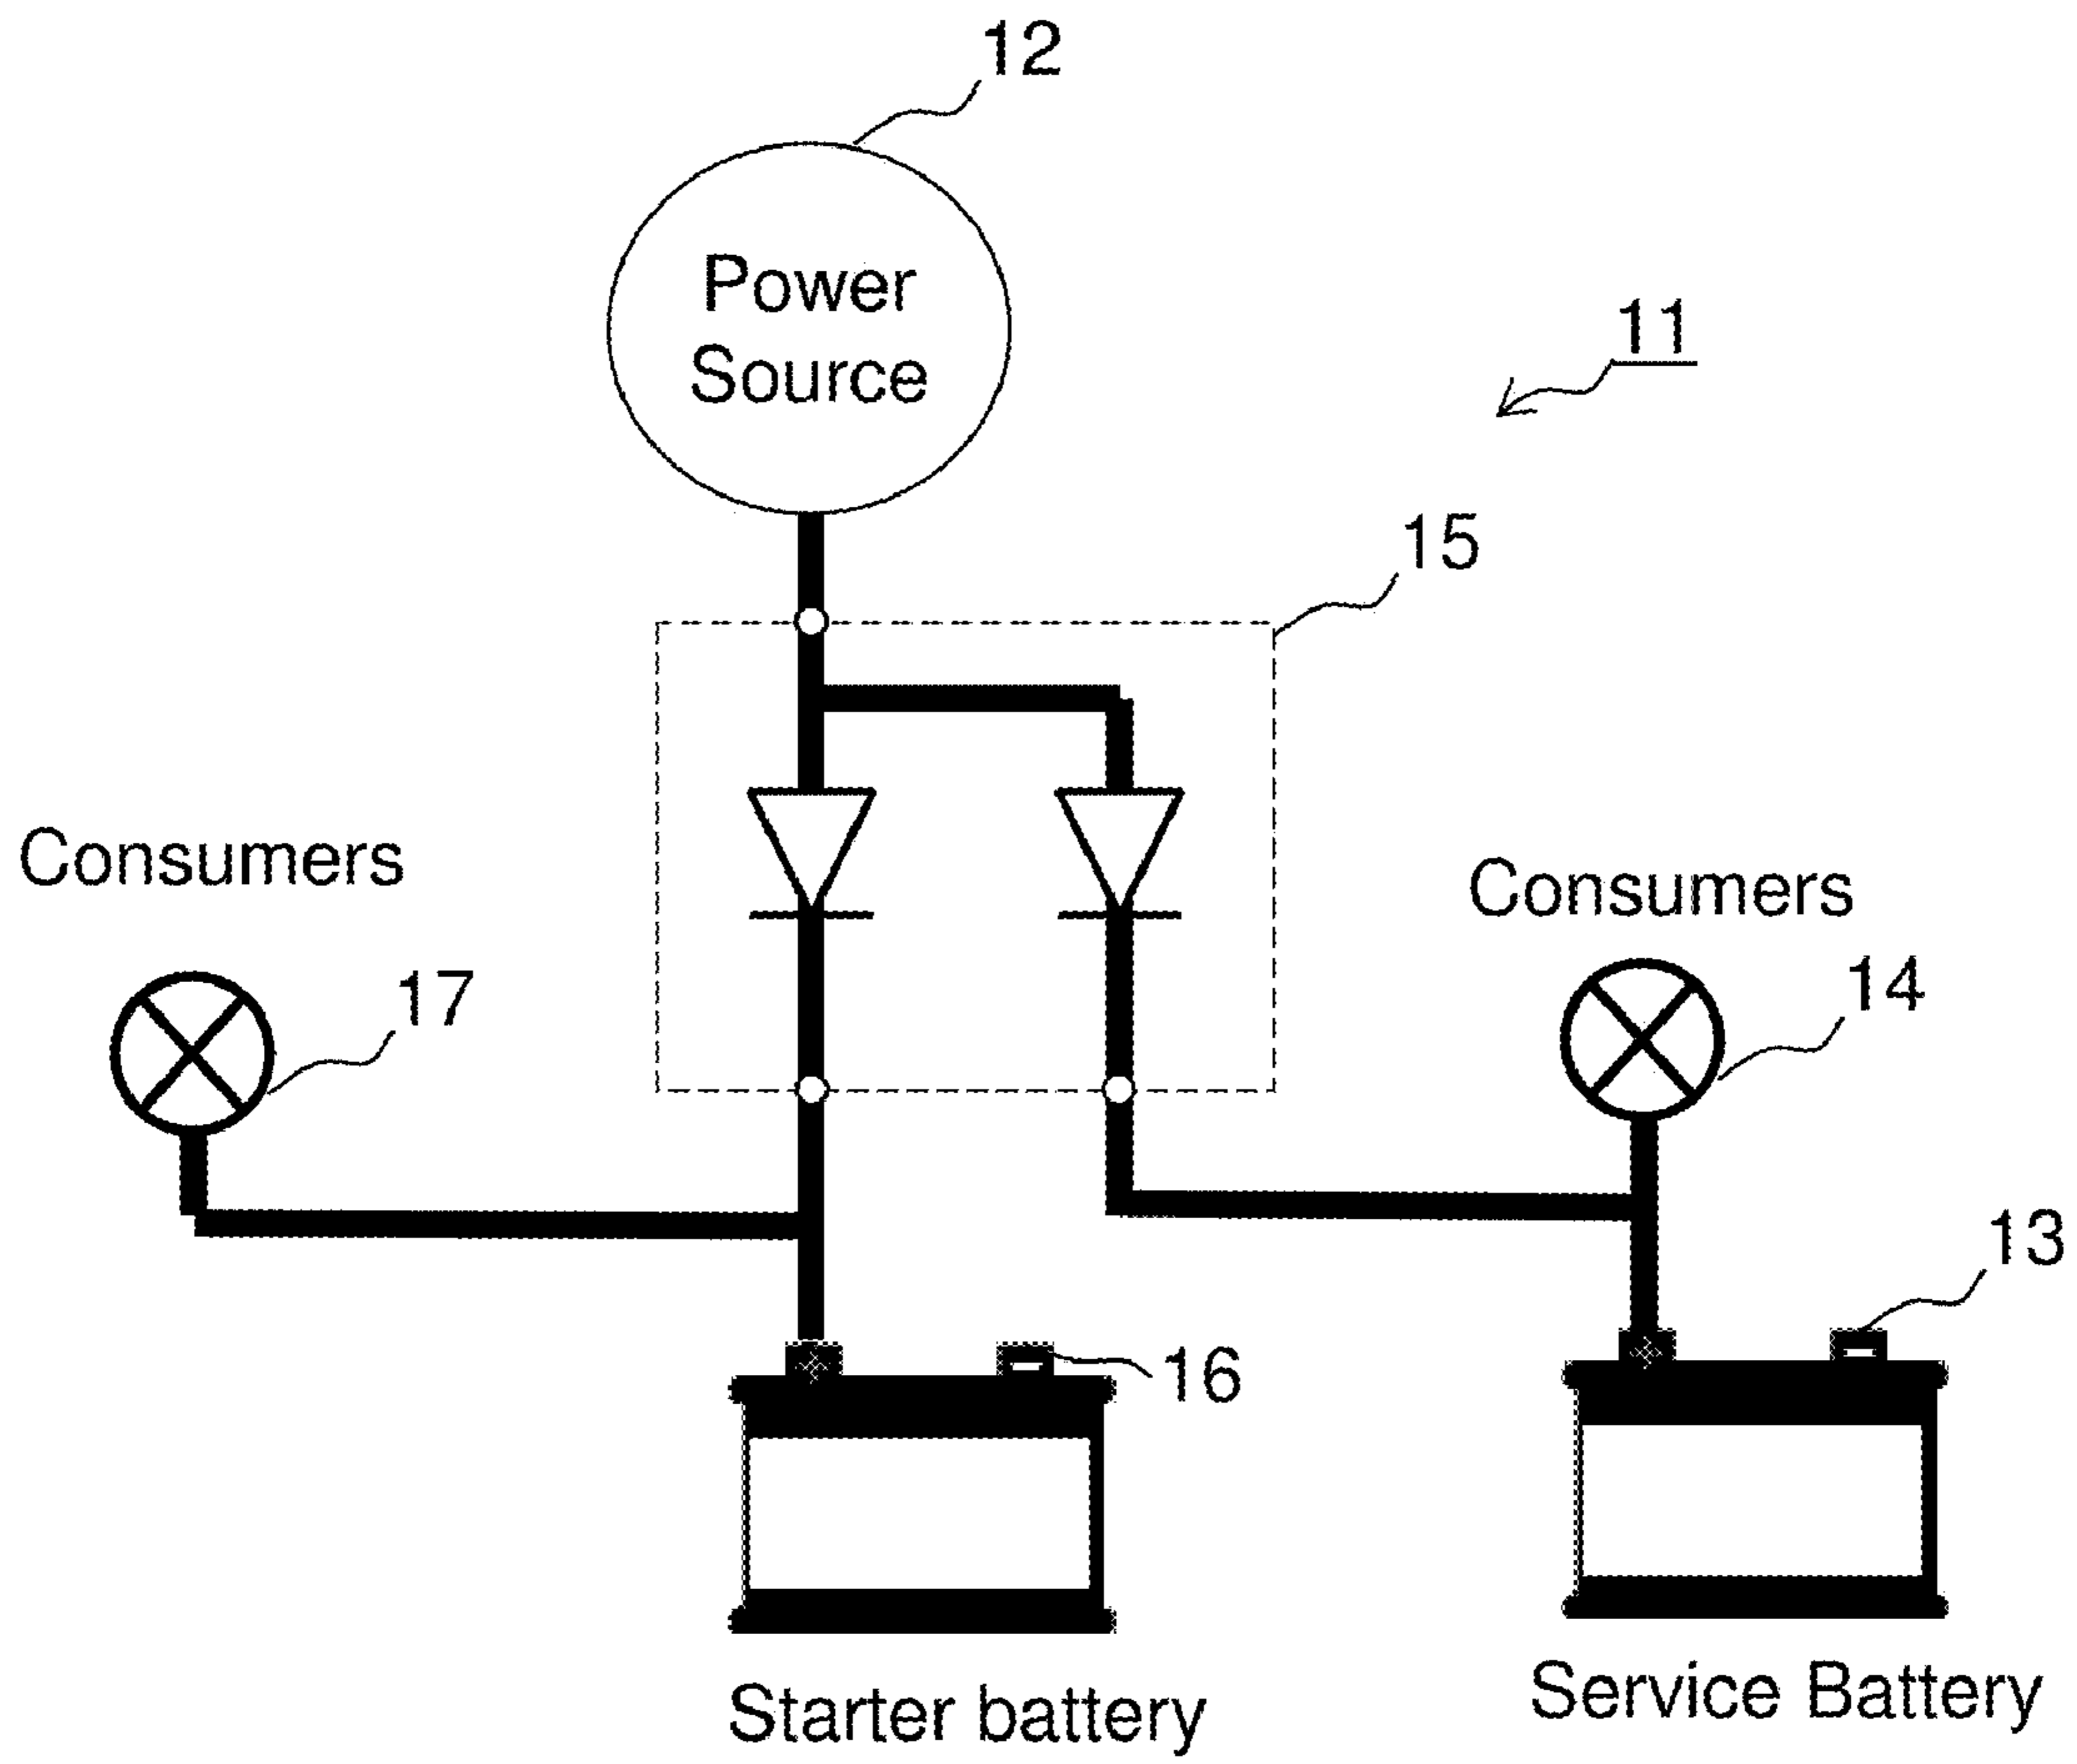 12
Power
Source
11
15
Consumers
Consumers
17
14
13
16
Service Battery
Starter battery